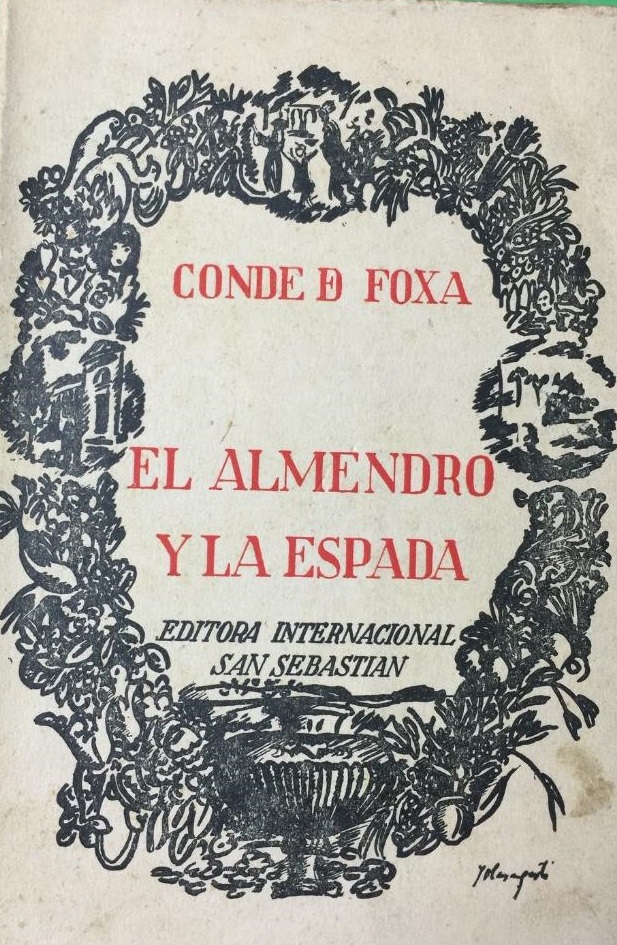 CONDE DE FOXA
EL ALMENDRO
Y LA ESPADA
EDITORA INTERNACIONAL
SAN SEBASTIAN